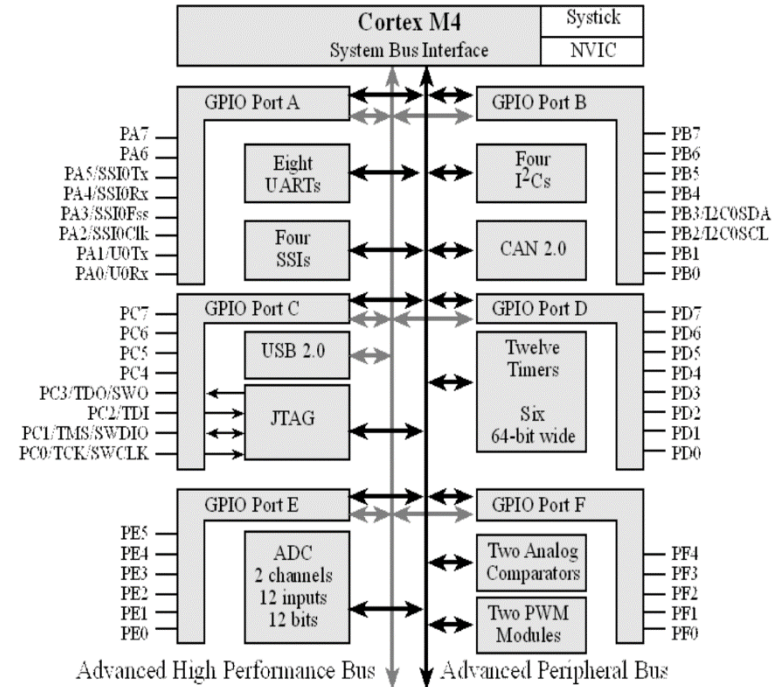 Cortex M4
System Bus Interface
Systick
NVIC
GPIO Port A
PA7
PA6
PA5/SSI0Tx
PA4/SSI0Rx
PA3/SSI0Fss
PA2/SSI0Clk
PA1/U0Tx
PA0/U0Rx
Eight
UARTs
Four
SSIs
GPIO Port B
PB7
PB6
PB5
PB4
PB3/I2C0SDA
PB2/I2C0SCL
PB1
PB0
Four
I²Cs
CAN 2.0
GPIO Port C
PC7
PC6
PC5
PC4
PC3/TDO/SWO
PC2/TDI
PC1/TMS/SWDIO
PC0/TCK/SWCLK
USB 2.0
JTAG
GPIO Port D
PD7
PD6
PD5
PD4
PD3
PD2
PD1
PD0
Twelve
Timers
Six
64-bit wide
GPIO Port E
PE5
PE4
PE3
PE2
PE1
PE0
ADC
2 channels
12 inputs
12 bits
GPIO Port F
PF4
PF3
PF2
PF1
PF0
Two Analog
Comparators
Two PWM
Modules
Advanced High Performance Bus
Advanced Peripheral Bus